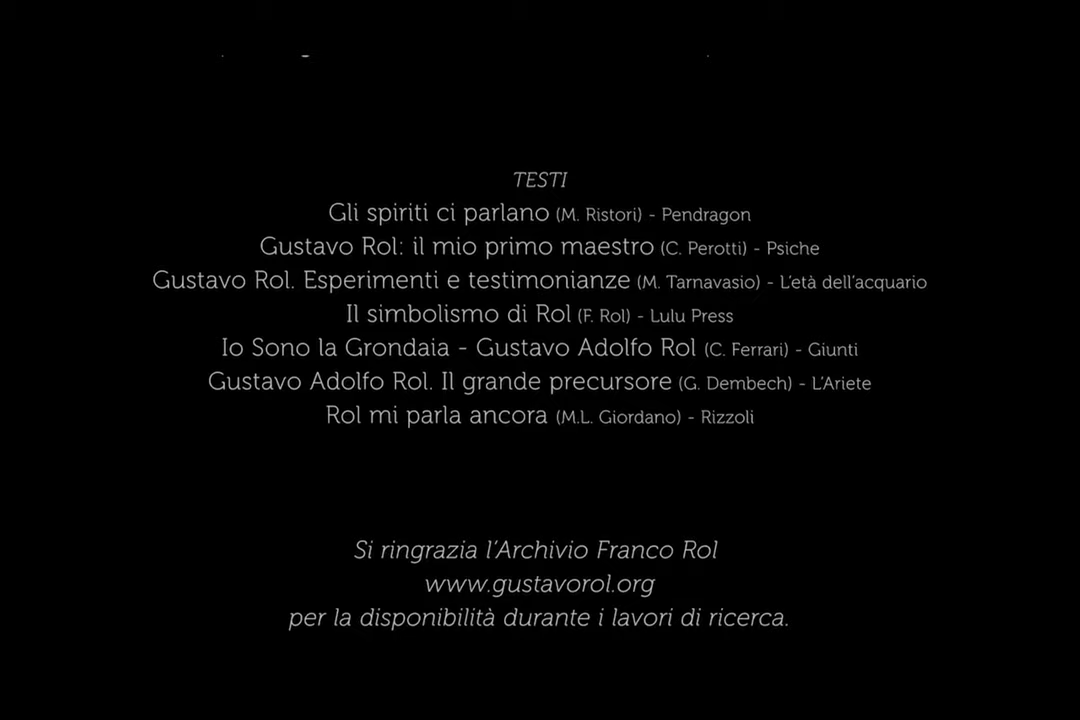 TESTI
Gli spiriti ci parlano (M. Ristori) - Pendragon
Gustavo Rol: il mio primo maestro (C. Perotti) - Psiche
Gustavo Rol. Esperimenti e testimonianze (M. Tarnavasio) - L'età dell'acquario
Il simbolismo di Rol (F. Rol) - Lulu Press
Io Sono la Grondaia - Gustavo Adolfo Rol (C. Ferrari) - Giunti
Gustavo Adolfo Rol. Il grande precursore (G. Dembech) - L'Ariete
Rol mi parla ancora (M.L. Giordano) - Rizzoli
Si ringrazia l'Archivio Franco Rol
www.gustavorol.org
per la disponibilità durante i lavori di ricerca.